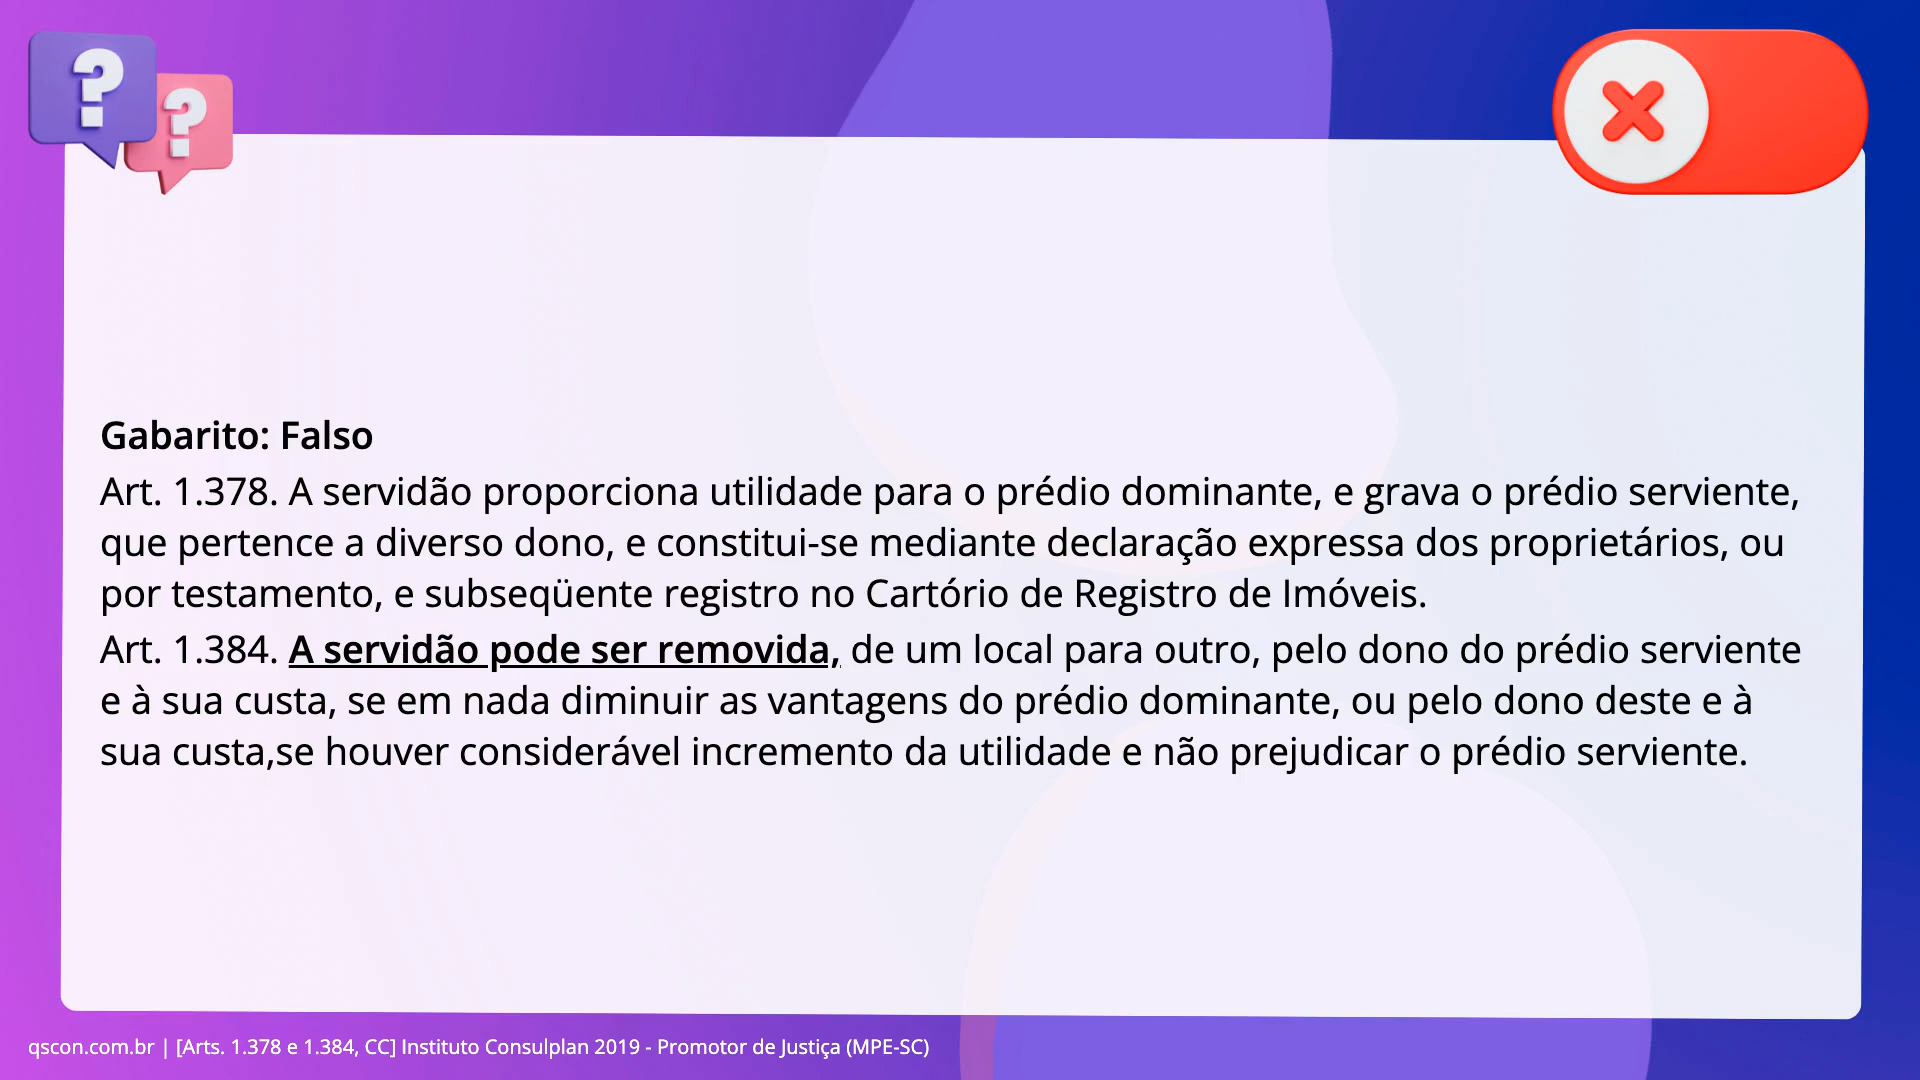 Gabarito: Falso
Art. 1.378. A servidão proporciona utilidade para o prédio dominante, e grava o prédio serviente,
que pertence a diverso dono, e constitui-se mediante declaração expressa dos proprietários, ou
por testamento, e subseqüente registro no Cartório de Registro de Imóveis.
Art. 1.384. A servidão pode ser removida, de um local para outro, pelo dono do prédio serviente
e à sua custa, se em nada diminuir as vantagens do prédio dominante, ou pelo dono deste e à
sua custa,se houver considerável incremento da utilidade e não prejudicar o prédio serviente.
qscon.com.br | [Arts. 1.378 e 1.384, CC] Instituto Consulplan 2019 - Promotor de Justiça (MPE-SC)